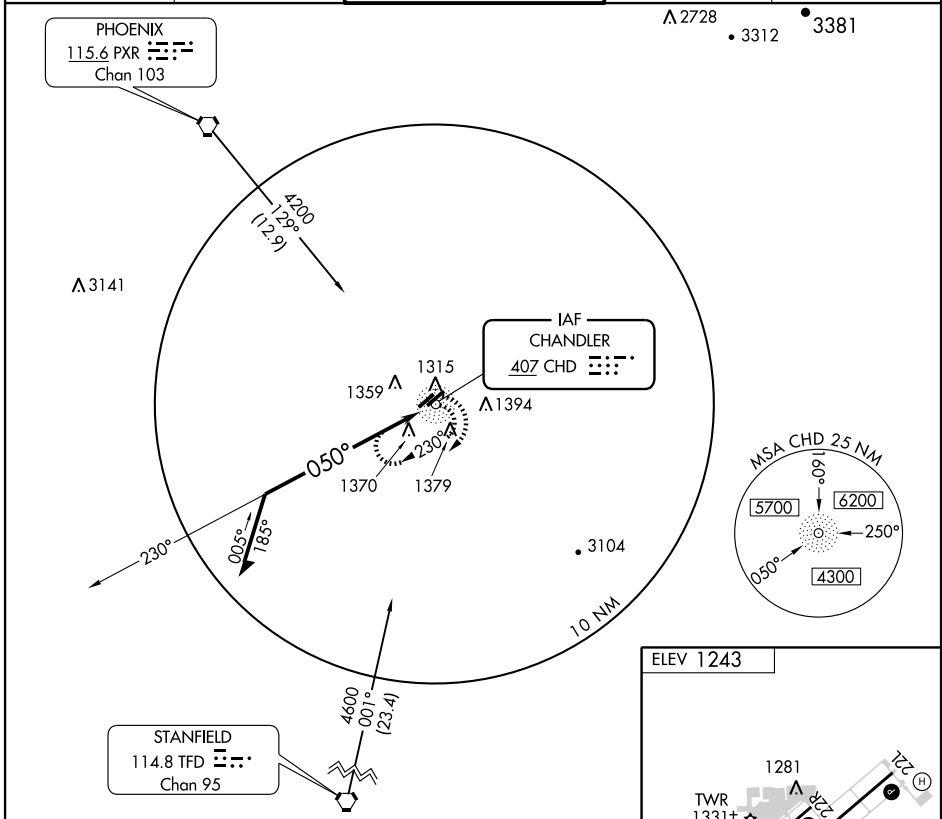 PHOENIX
115.6 PXR
Chan 103
2728
3312
3381
4200
129°
(12.9)
3141
IAF
CHANDLER
407 CHD
1315
1359
1394
050°
230°
1370
1379
230°
005°
185°
3104
10 NM
MSA CHD 25 NM
160°
5700
6200
250°
050°
4300
4600
001°
(23.4)
STANFIELD
114.8 TFD
Chan 95
ELEV 1243
1281
TWR
1331±
22R
22L
H
P